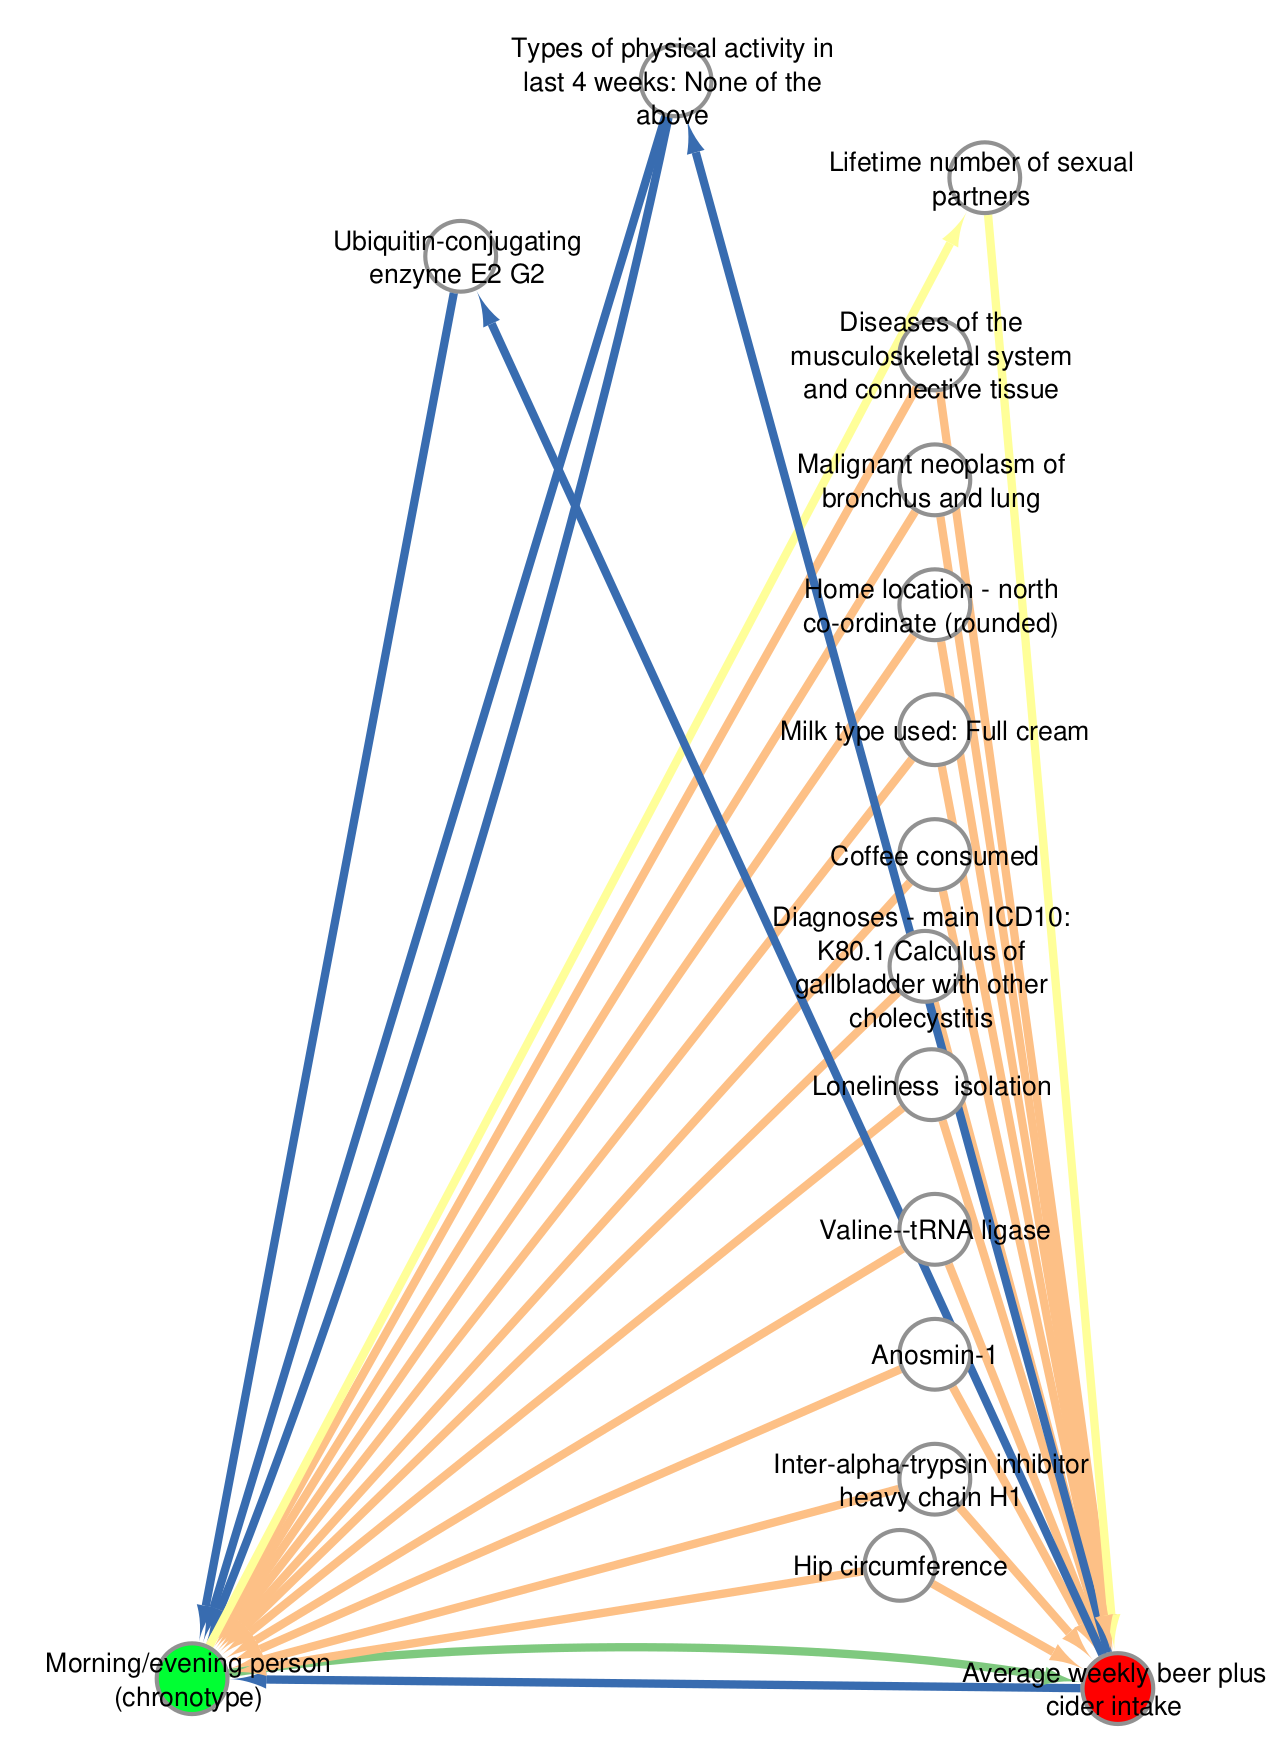 Types of physical activity in
last 4 weeks: None of the
above
Lifetime number of sexual
partners
Ubiquitin-conjugating
enzyme E2 G2
Diseases of the
musculoskeletal system
and connective tissue
Malignant neoplasm of
bronchus and lung
Home location - north
co-ordinate (rounded)
Milk type used: Full cream
Coffee consumed
Diagnoses - main ICD10:
K80.1 Calculus of
gallbladder with other
cholecystitis
Loneliness  isolation
Valine--tRNA ligase
Anosmin-1
Inter-alpha-trypsin inhibitor
heavy chain H1
Hip circumference
Morning/evening person
(chronotype)
Average weekly beer plus
cider intake